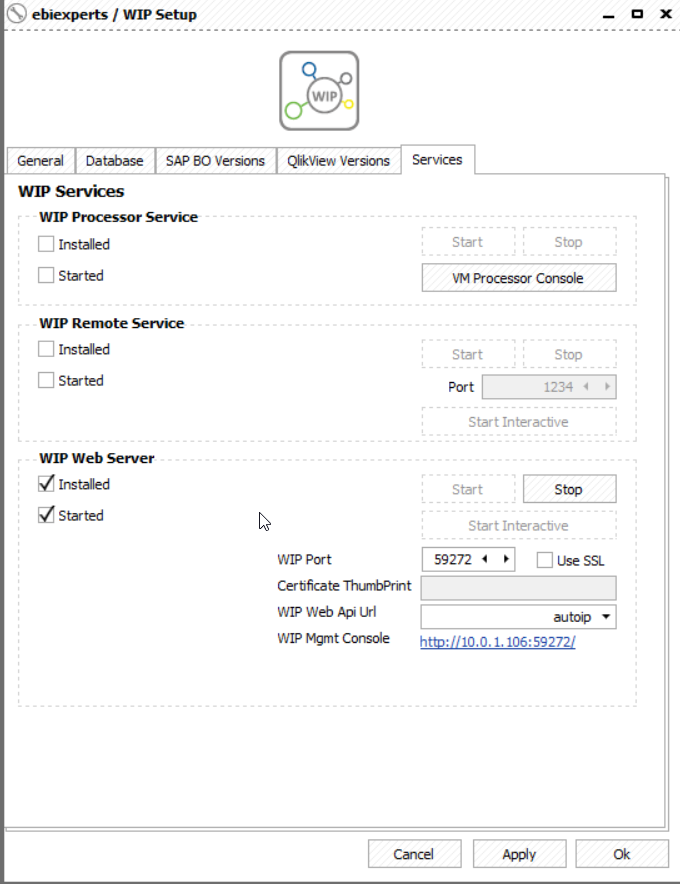 ebiexperts / WIP Setup
WIP
General Database SAP BO Versions QlikView Versions Services
WIP Services
WIP Processor Service
Installed Start Stop
Started VM Processor Console
WIP Remote Service
Installed Start Stop
Started Port 1234
Start Interactive
WIP Web Server
Installed Start Stop
Started Start Interactive
WIP Port 59272 Use SSL
Certificate ThumbPrint
WIP Web Api Url autoip
WIP Mgmt Console http://10.0.1.106:59272/
Cancel Apply Ok